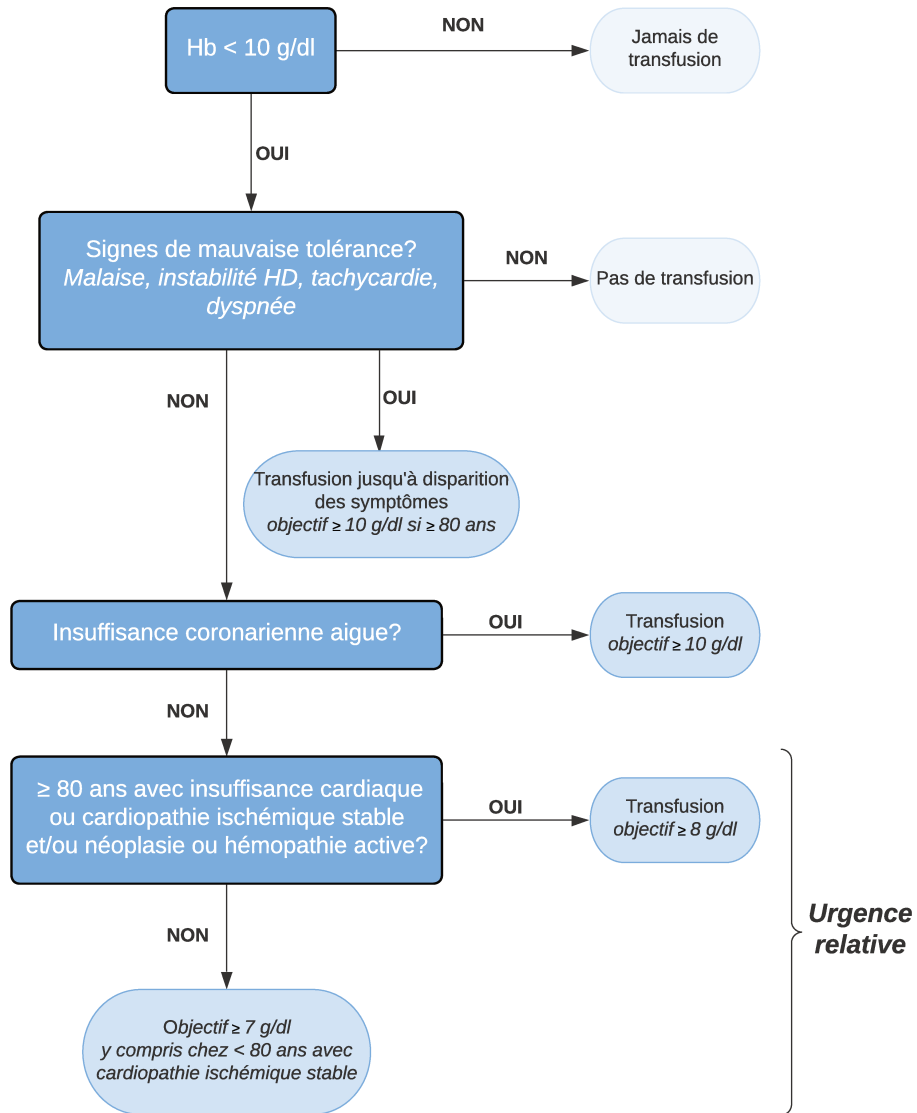 Hb < 10 g/dl
NON
Jamais de
transfusion
OUI
Signes de mauvaise tolérance?
Malaise, instabilité HD, tachycardie,
dyspnée
NON
Pas de transfusion
NON
OUI
Transfusion jusqu'à disparition
des symptômes
objectif ≥ 10 g/dl si ≥ 80 ans
Insuffisance coronarienne aigue?
OUI
Transfusion
objectif ≥ 10 g/dl
NON
≥ 80 ans avec insuffisance cardiaque
ou cardiopathie ischémique stable
et/ou néoplasie ou hémopathie active?
OUI
Transfusion
objectif ≥ 8 g/dl
Urgence
relative
NON
Objectif ≥ 7 g/dl
y compris chez < 80 ans avec
cardiopathie ischémique stable